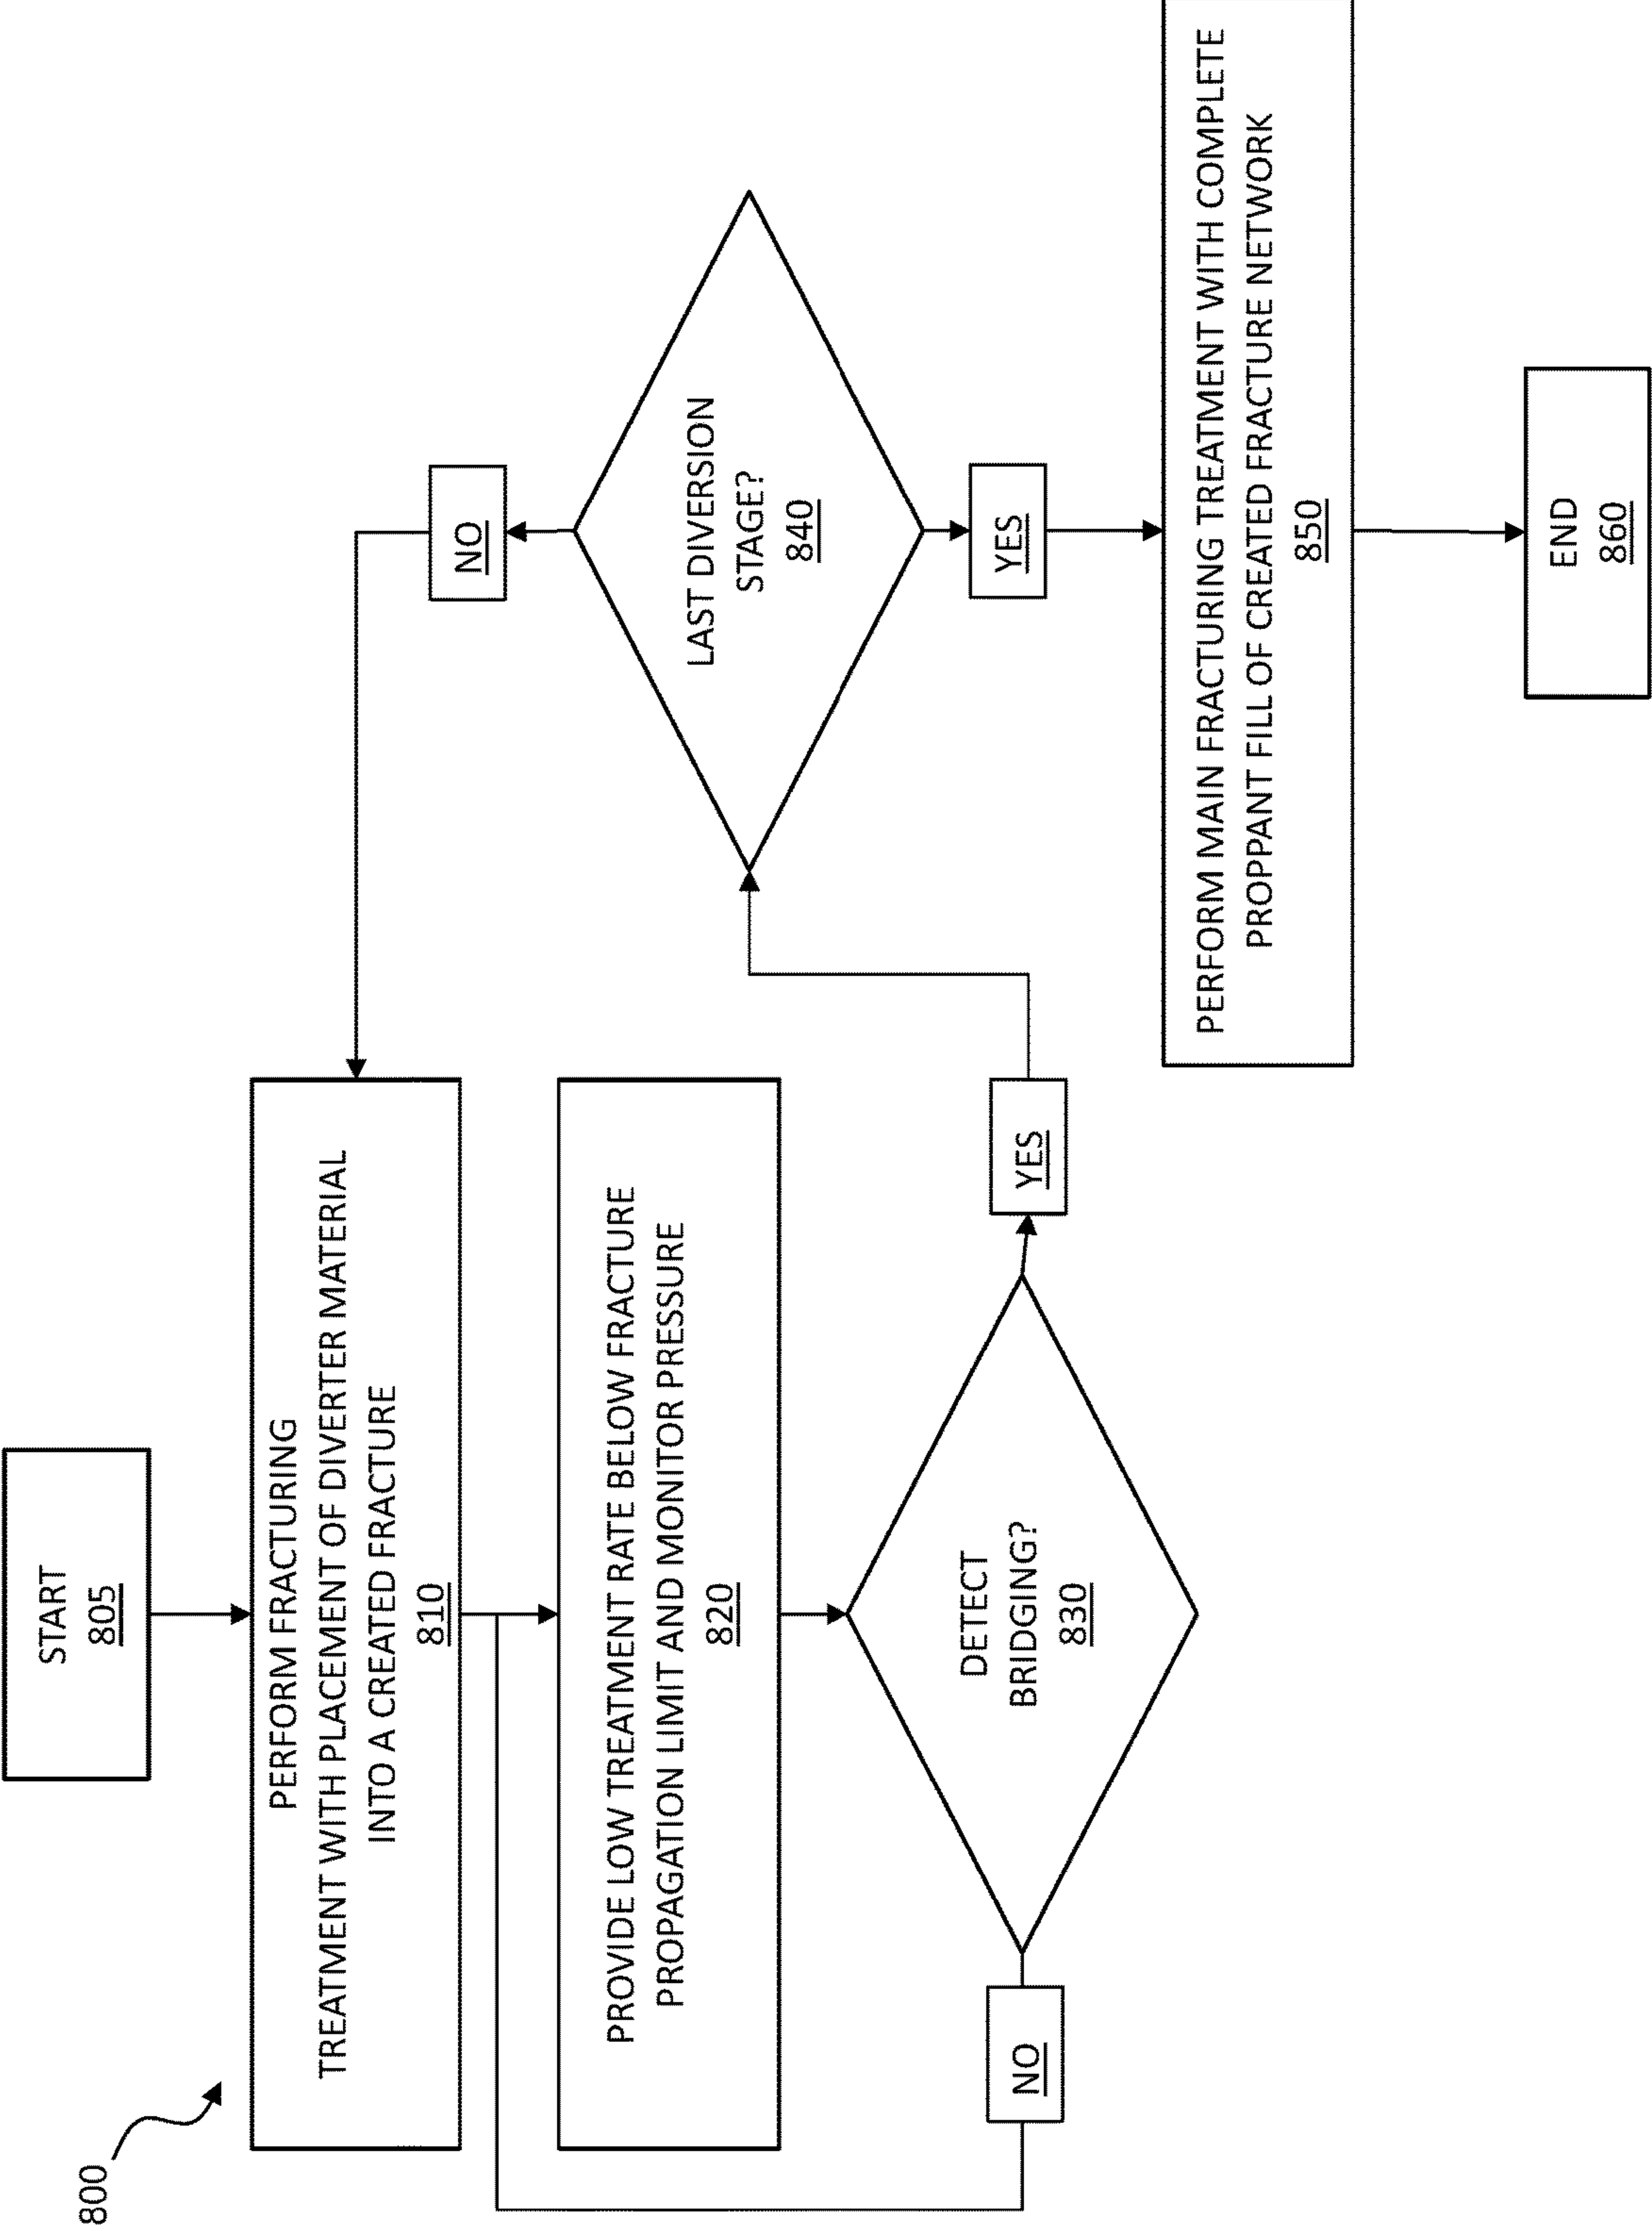 800
START
805
PERFORM FRACTURING
TREATMENT WITH PLACEMENT OF DIVERTER MATERIAL
INTO A CREATED FRACTURE
810
PROVIDE LOW TREATMENT RATE BELOW FRACTURE
PROPAGATION LIMIT AND MONITOR PRESSURE
820
DETECT
BRIDGING?
830
NO
YES
LAST DIVERSION
STAGE?
840
NO
YES
PERFORM MAIN FRACTURING TREATMENT WITH COMPLETE
PROPPANT FILL OF CREATED FRACTURE NETWORK
850
END
860